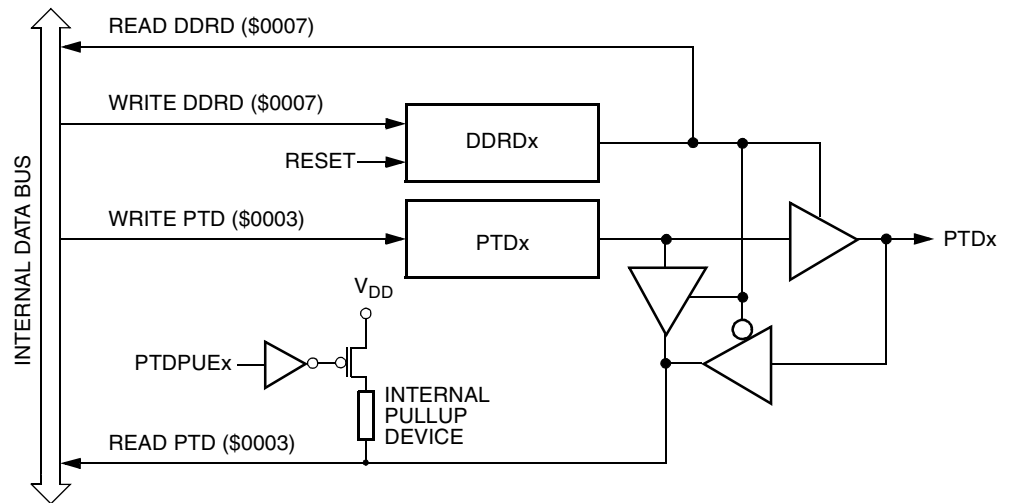 READ DDRD ($0007)
WRITE DDRD ($0007)
DDRDx
RESET
WRITE PTD ($0003)
PTDx
PTDx
VDD
PTDPUEx
INTERNAL
PULLUP
DEVICE
READ PTD ($0003)
INTERNAL DATA BUS